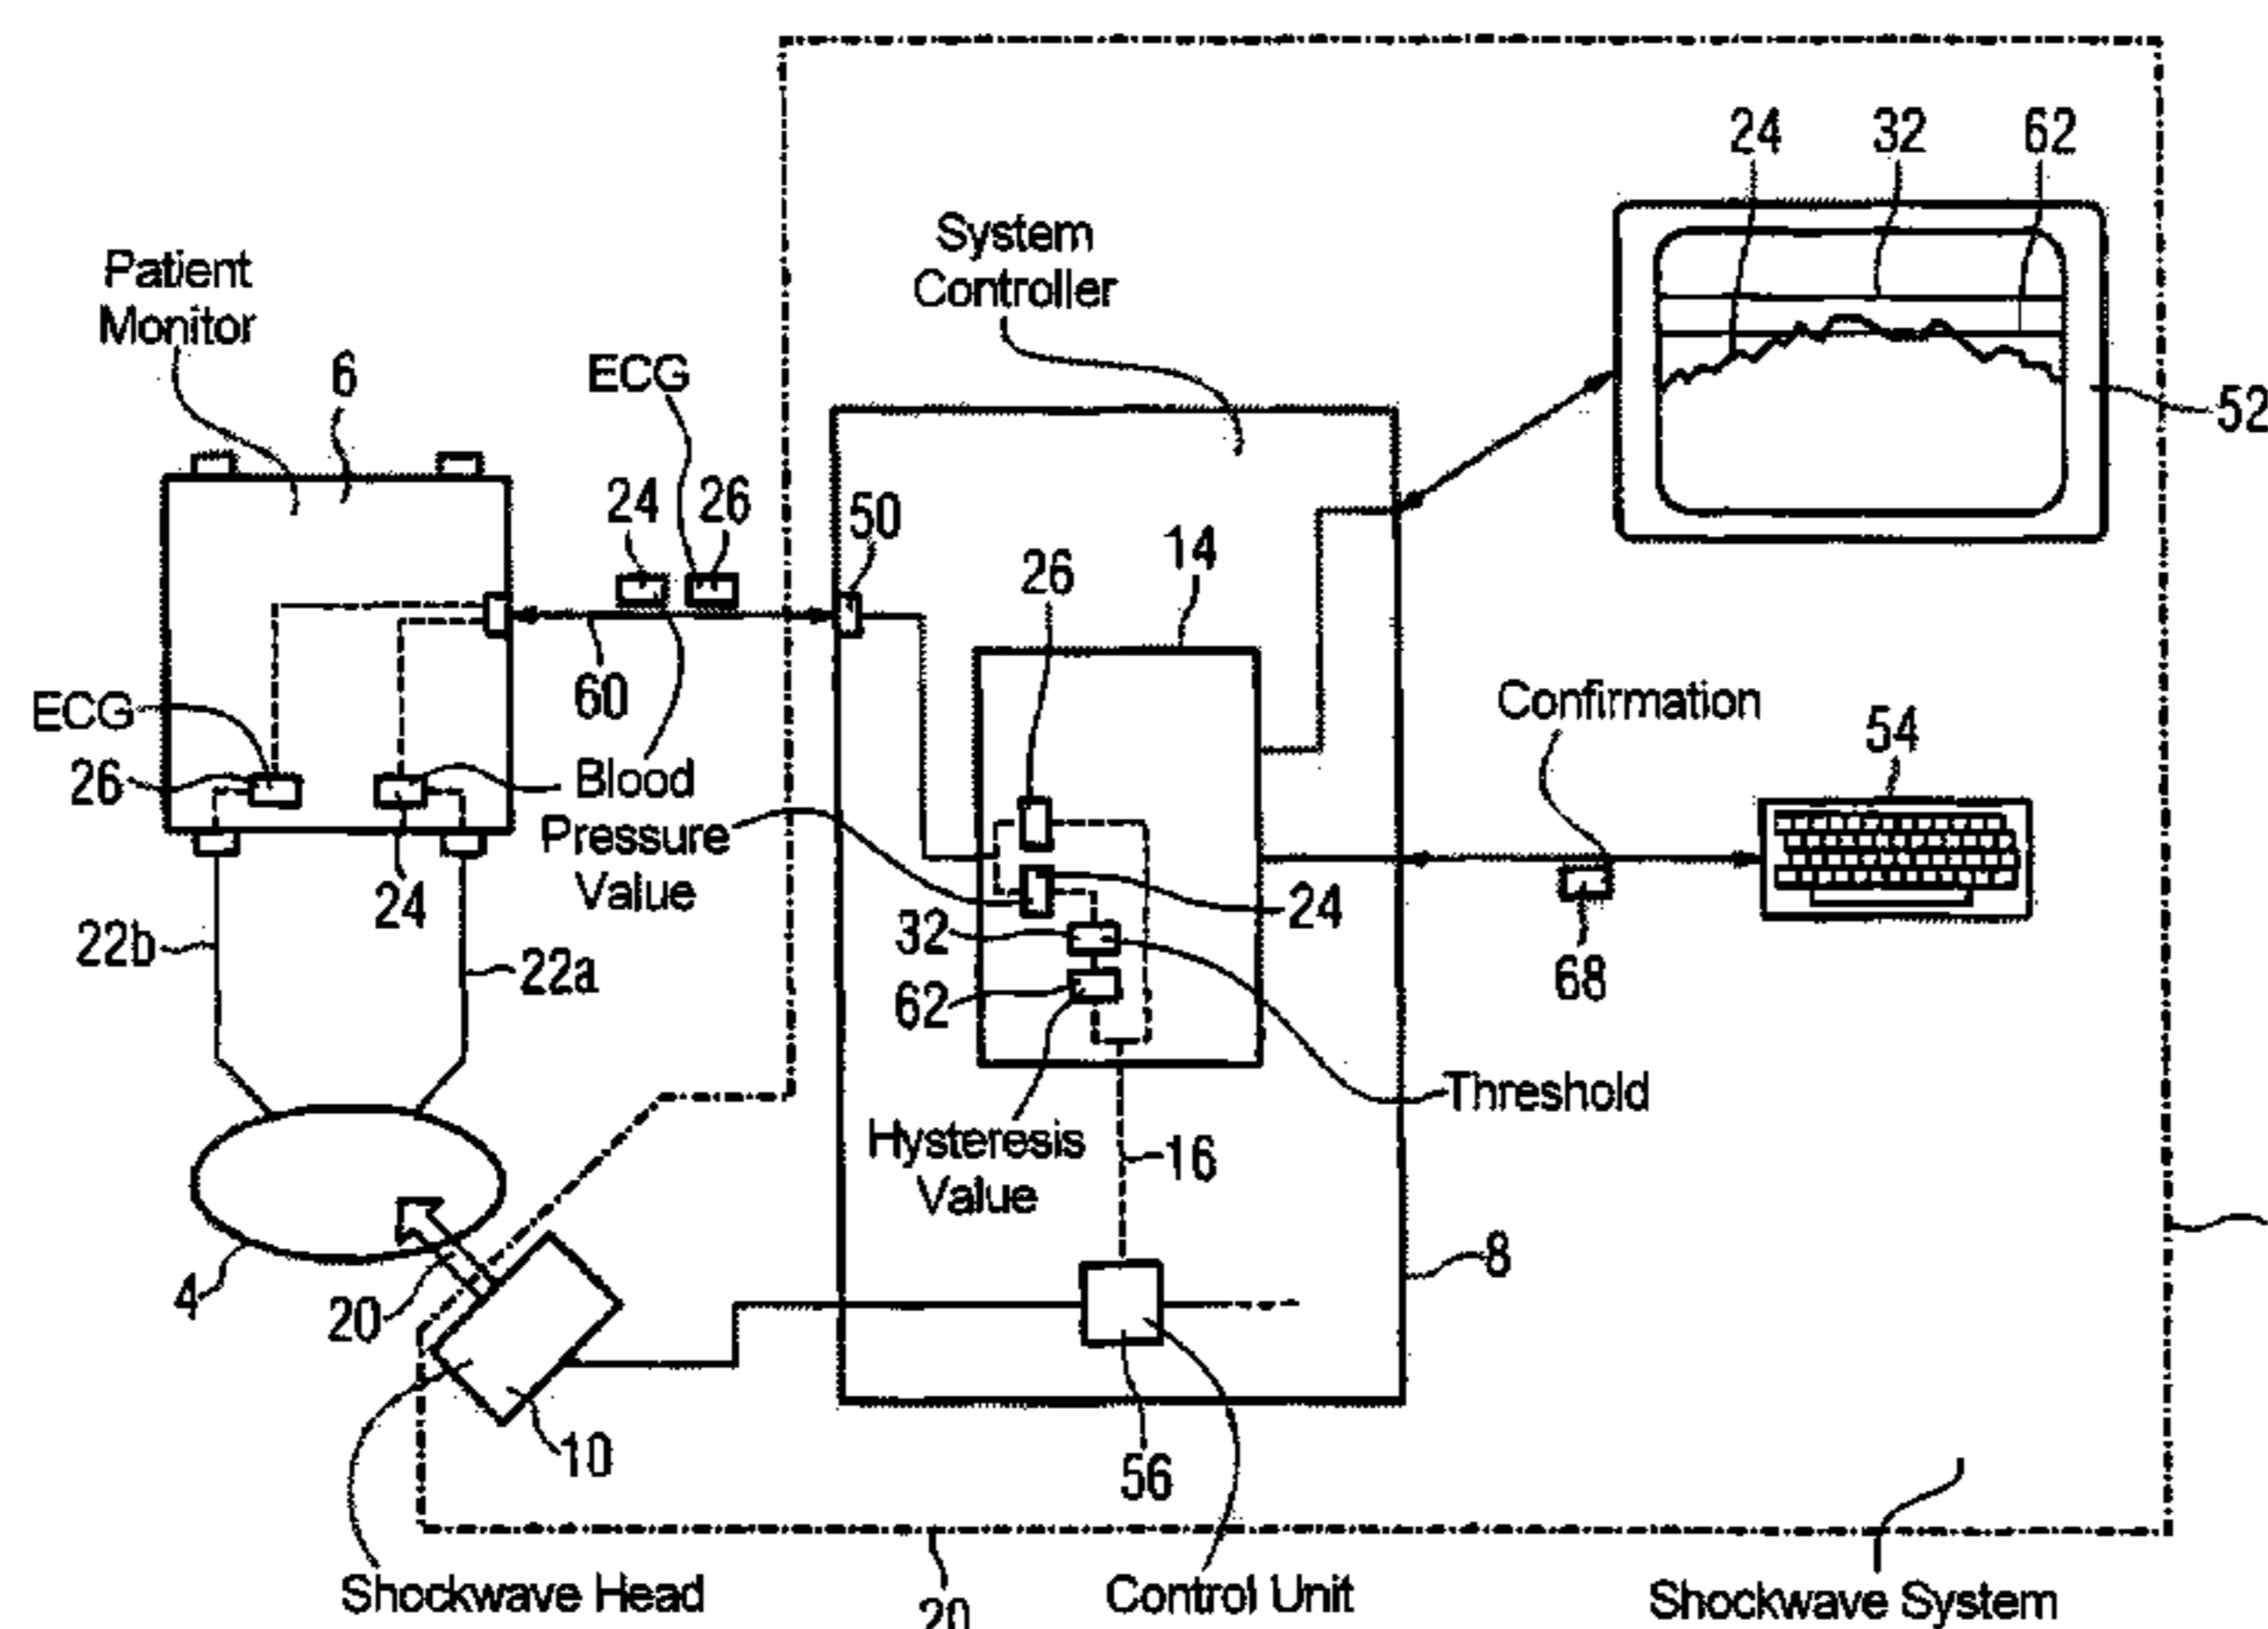 24 32 62
System
Controller
Patient
Monitor
6
ECG
52
24 26
50
26
14
60
Confirmation
ECG
54
26
Blood
Pressure
Value
24
24
32
22b
22a
62
68
Threshold
Hysteresis
Value
16
4
20
8
10
56
Shockwave Head
20
Control Unit
Shockwave System